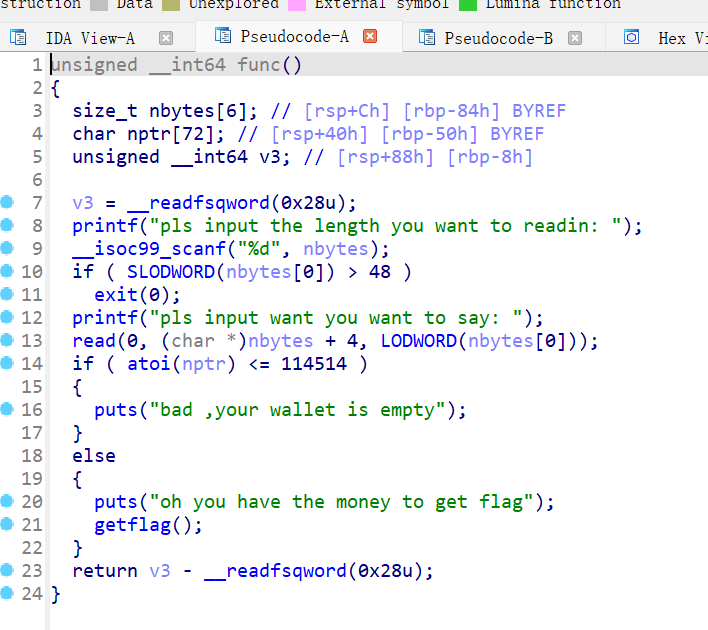 struction Data Unexplored External symbol Lumina function
IDA View-A Pseudocode-A Pseudocode-B Hex Vi
1 unsigned __int64 func()
2 {
3 size_t nbytes[6]; // [rsp+Ch] [rbp-84h] BYREF
4 char nptr[72]; // [rsp+40h] [rbp-50h] BYREF
5 unsigned __int64 v3; // [rsp+88h] [rbp-8h]
6
7 v3 = __readfsqword(0x28u);
8 printf("pls input the length you want to readin: ");
9 __isoc99_scanf("%d", nbytes);
10 if ( SLODWORD(nbytes[0]) > 48 )
11 exit(0);
12 printf("pls input want you want to say: ");
13 read(0, (char *)nbytes + 4, LODWORD(nbytes[0]));
14 if ( atoi(nptr) <= 114514 )
15 {
16 puts("bad ,your wallet is empty");
17 }
18 else
19 {
20 puts("oh you have the money to get flag");
21 getflag();
22 }
23 return v3 - __readfsqword(0x28u);
24 }